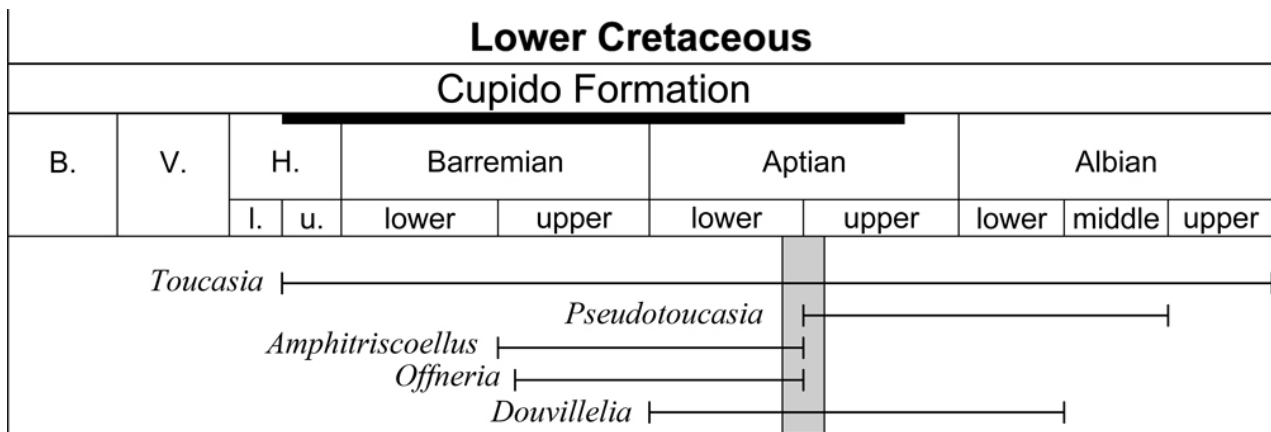 Lower Cretaceous
Cupido Formation
B. V. H. Barremian Aptian Albian
l. u. lower upper lower upper lower middle upper
Toucasia
Pseudotoucasia
Amphitriscoellus
Offneria
Douvillelia